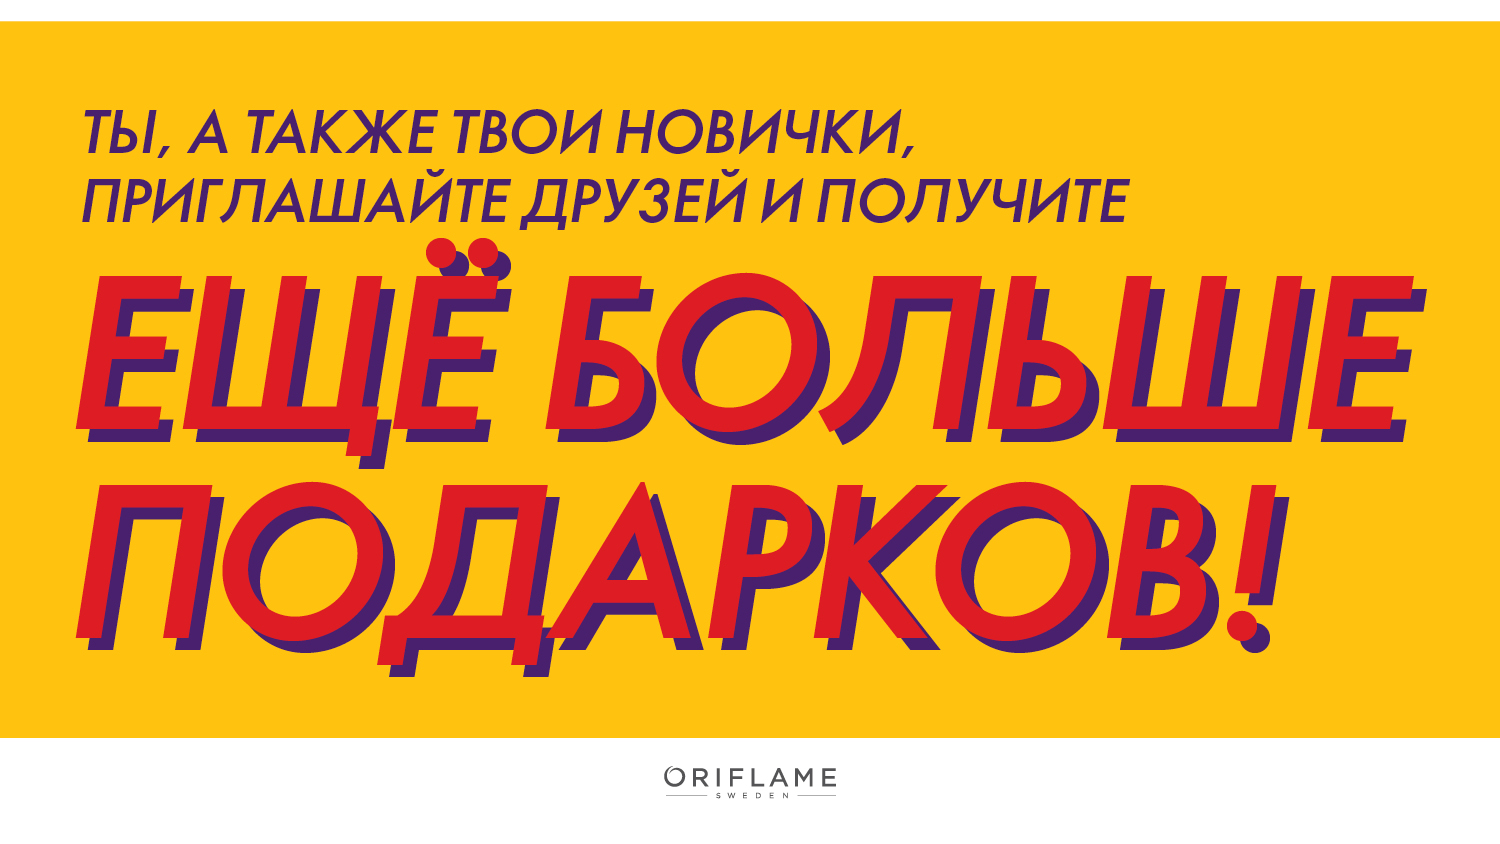 ТЫ, А ТАКЖЕ ТВОИ НОВИЧКИ,
ПРИГЛАШАЙТЕ ДРУЗЕЙ И ПОЛУЧИТЕ
ЕЩЁ БОЛЬШЕ
ПОДАРКОВ!
ORIFLAME
SWEDEN